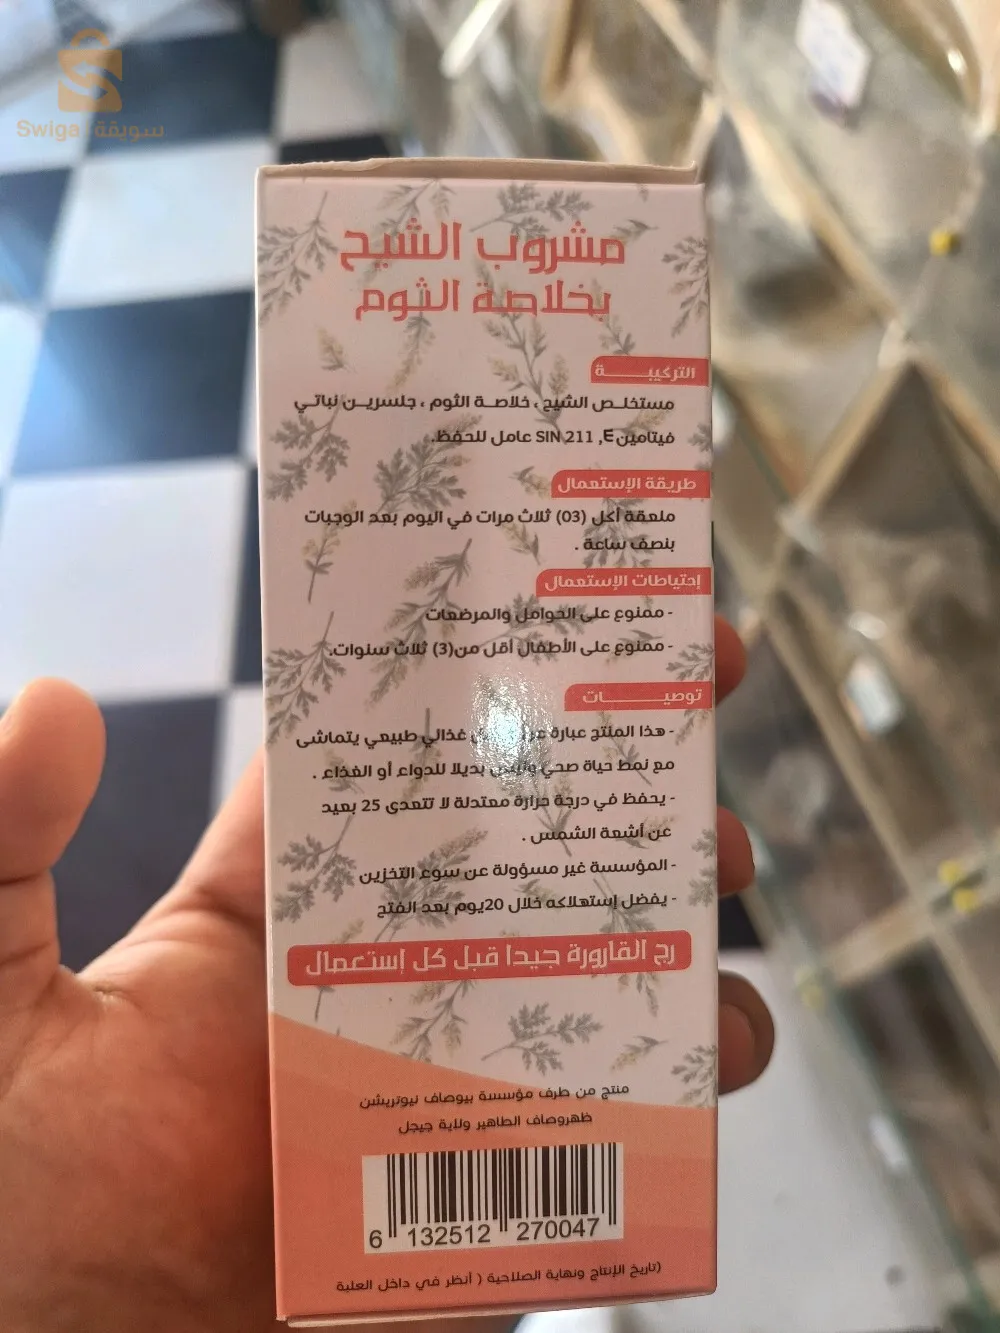 Swiga سويقة
مشروب الشيح
بخلاصة الثوم
التركيبة
مستخلص الشيح ، خلاصة الثوم ، جلسرين نباتي
فيتامين E, SIN 211 عامل للحفظ.
طريقة الإستعمال
ملعقة أكل (03) ثلاث مرات في اليوم بعد الوجبات
بنصف ساعة .
إحتياطات الإستعمال
- ممنوع على الحوامل والمرضعات
- ممنوع على الأطفال أقل من(3) ثلاث سنوات.
توصيات
- هذا المنتج عبارة غذائي طبيعي يتماشى
مع نمط حياة صحي وليس بديلا للدواء أو الغذاء .
- يحفظ في درجة حرارة معتدلة لا تتعدى 25 بعيد
عن أشعة الشمس .
- المؤسسة غير مسؤولة عن سوء التخزين
- يفضل إستهلاكه خلال 20يوم بعد الفتح
رج القارورة جيدا قبل كل إستعمال
منتج من طرف مؤسسة بيوصاف نيوتريشن
ظهروصاف الطاهير ولاية جيجل
6 132512 270047
(تاريخ الإنتاج ونهاية الصلاحية ( أنظر في داخل العلبة